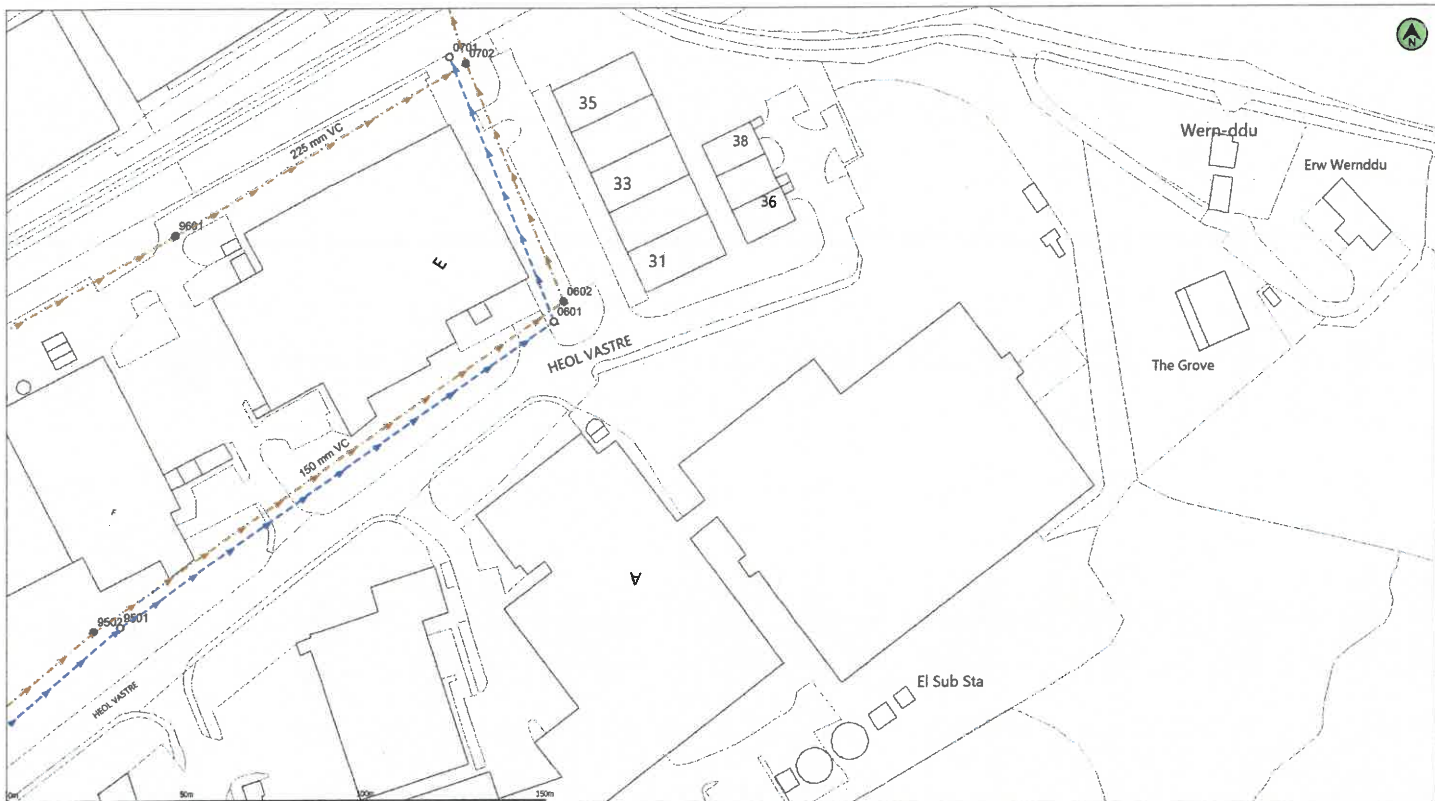 N
0701
0702
35
225 mm VC
38
Wern-ddu
Erw Wernddu
33
36
9601
E
31
0602
0601
HEOL VASTRE
The Grove
150 mm VC
F
A
9502
9501
El Sub Sta
HEOL VASTRE
0m
50m
100m
150m